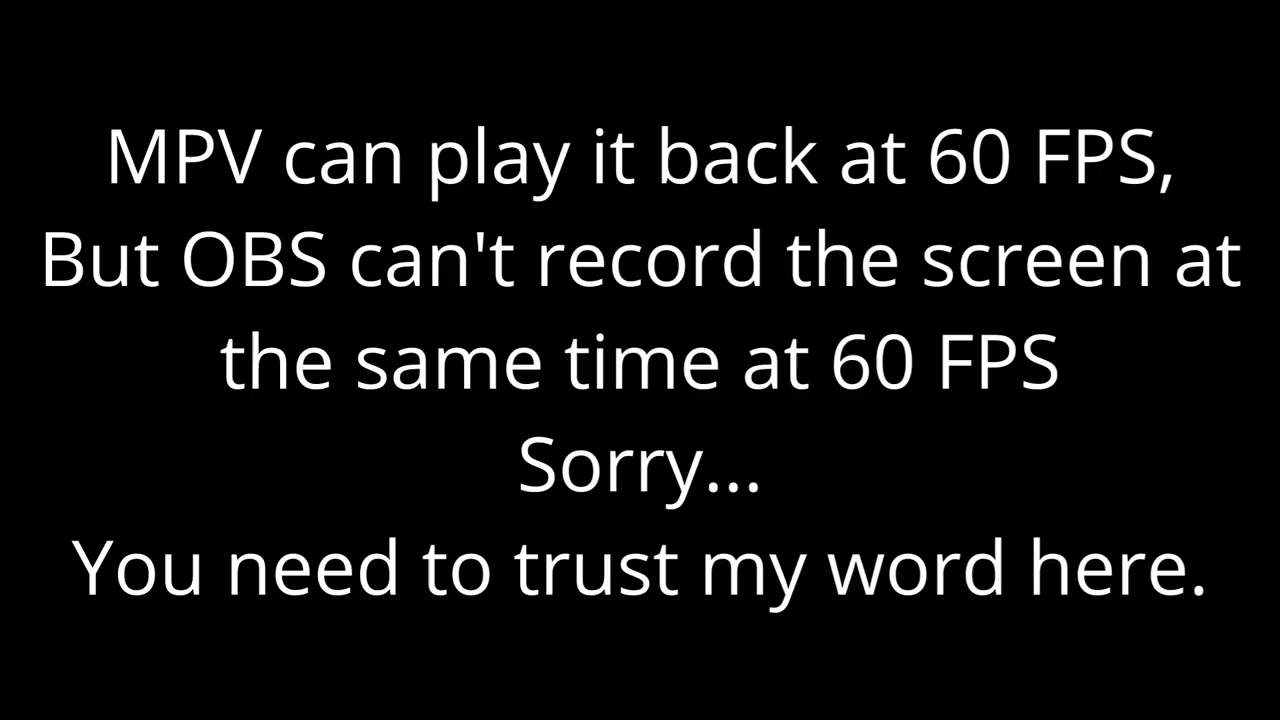 MPV can play it back at 60 FPS,
But OBS can't record the screen at
the same time at 60 FPS
Sorry...
You need to trust my word here.